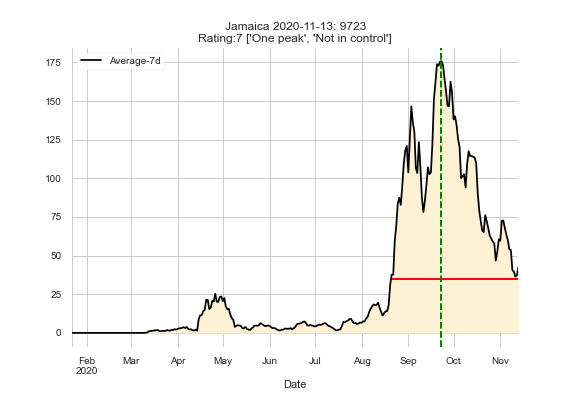 Jamaica 2020-11-13: 9723
Rating:7 ['One peak', 'Not in control']
Average-7d
175
150
125
100
75
50
25
0
Feb Mar Apr May Jun Jul Aug Sep Oct Nov
2020
Date